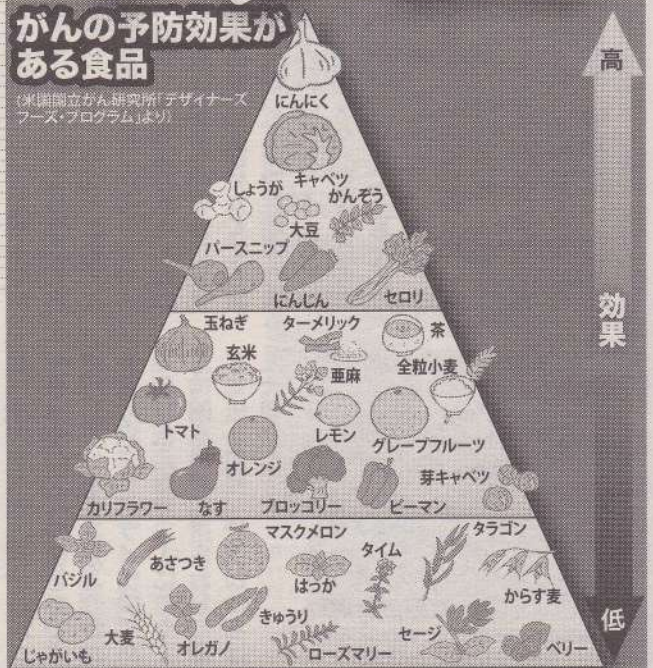 がんの予防効果が
ある食品
(米国国立がん研究所「デザイナーズ
フーズ・プログラム」より)
高
効果
低
にんにく
キャベツ
しょうが
かんぞう
大豆
パースニップ
にんじん
セロリ
玉ねぎ
ターメリック
茶
玄米
亜麻
全粒小麦
トマト
レモン
グレープフルーツ
オレンジ
芽キャベツ
カリフラワー
なす
ブロッコリー
ピーマン
マスクメロン
タラゴン
あさつき
タイム
バジル
はっか
からす麦
きゅうり
大麦
オレガノ
セージ
じゃがいも
ローズマリー
ベリー